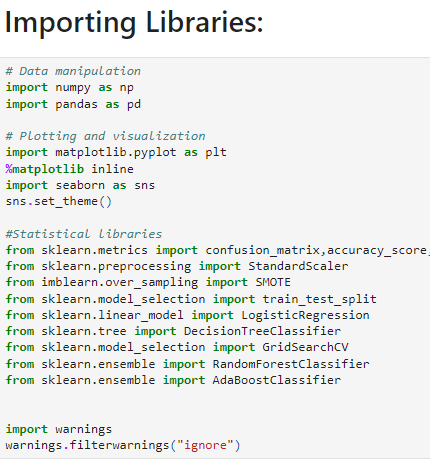 Importing Libraries:
# Data manipulation
import numpy as np
import pandas as pd
# Plotting and visualization
import matplotlib.pyplot as plt
%matplotlib inline
import seaborn as sns
sns.set_theme()
#Statistical libraries
from sklearn.metrics import confusion_matrix,accuracy_score,
from sklearn.preprocessing import StandardScaler
from imblearn.over_sampling import SMOTE
from sklearn.model_selection import train_test_split
from sklearn.linear_model import LogisticRegression
from sklearn.tree import DecisionTreeClassifier
from sklearn.model_selection import GridSearchCV
from sklearn.ensemble import RandomForestClassifier
from sklearn.ensemble import AdaBoostClassifier
import warnings
warnings.filterwarnings("ignore")